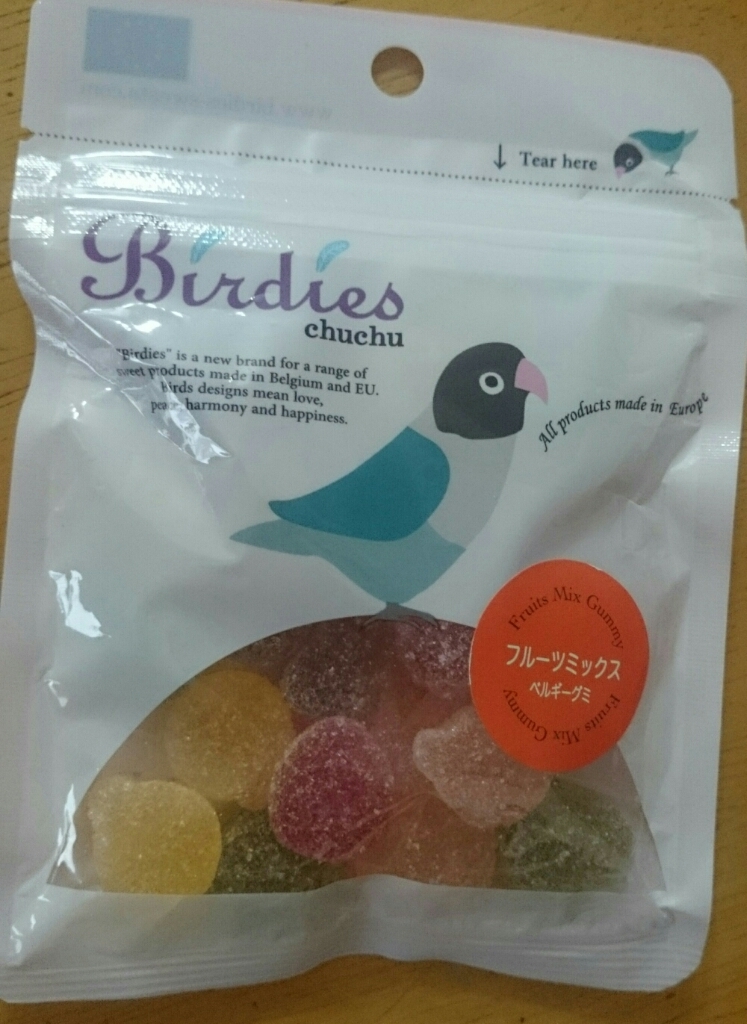 ↓ Tear here
Birdies
chuchu
"Birdies" is a new brand for a range of
sweet products made in Belgium and EU.
Birds designs mean love,
peace, harmony and happiness.
All products made in Europe
Fruits Mix Gummy
フルーツミックス
ベルギーグミ
Fruits Mix Gummy